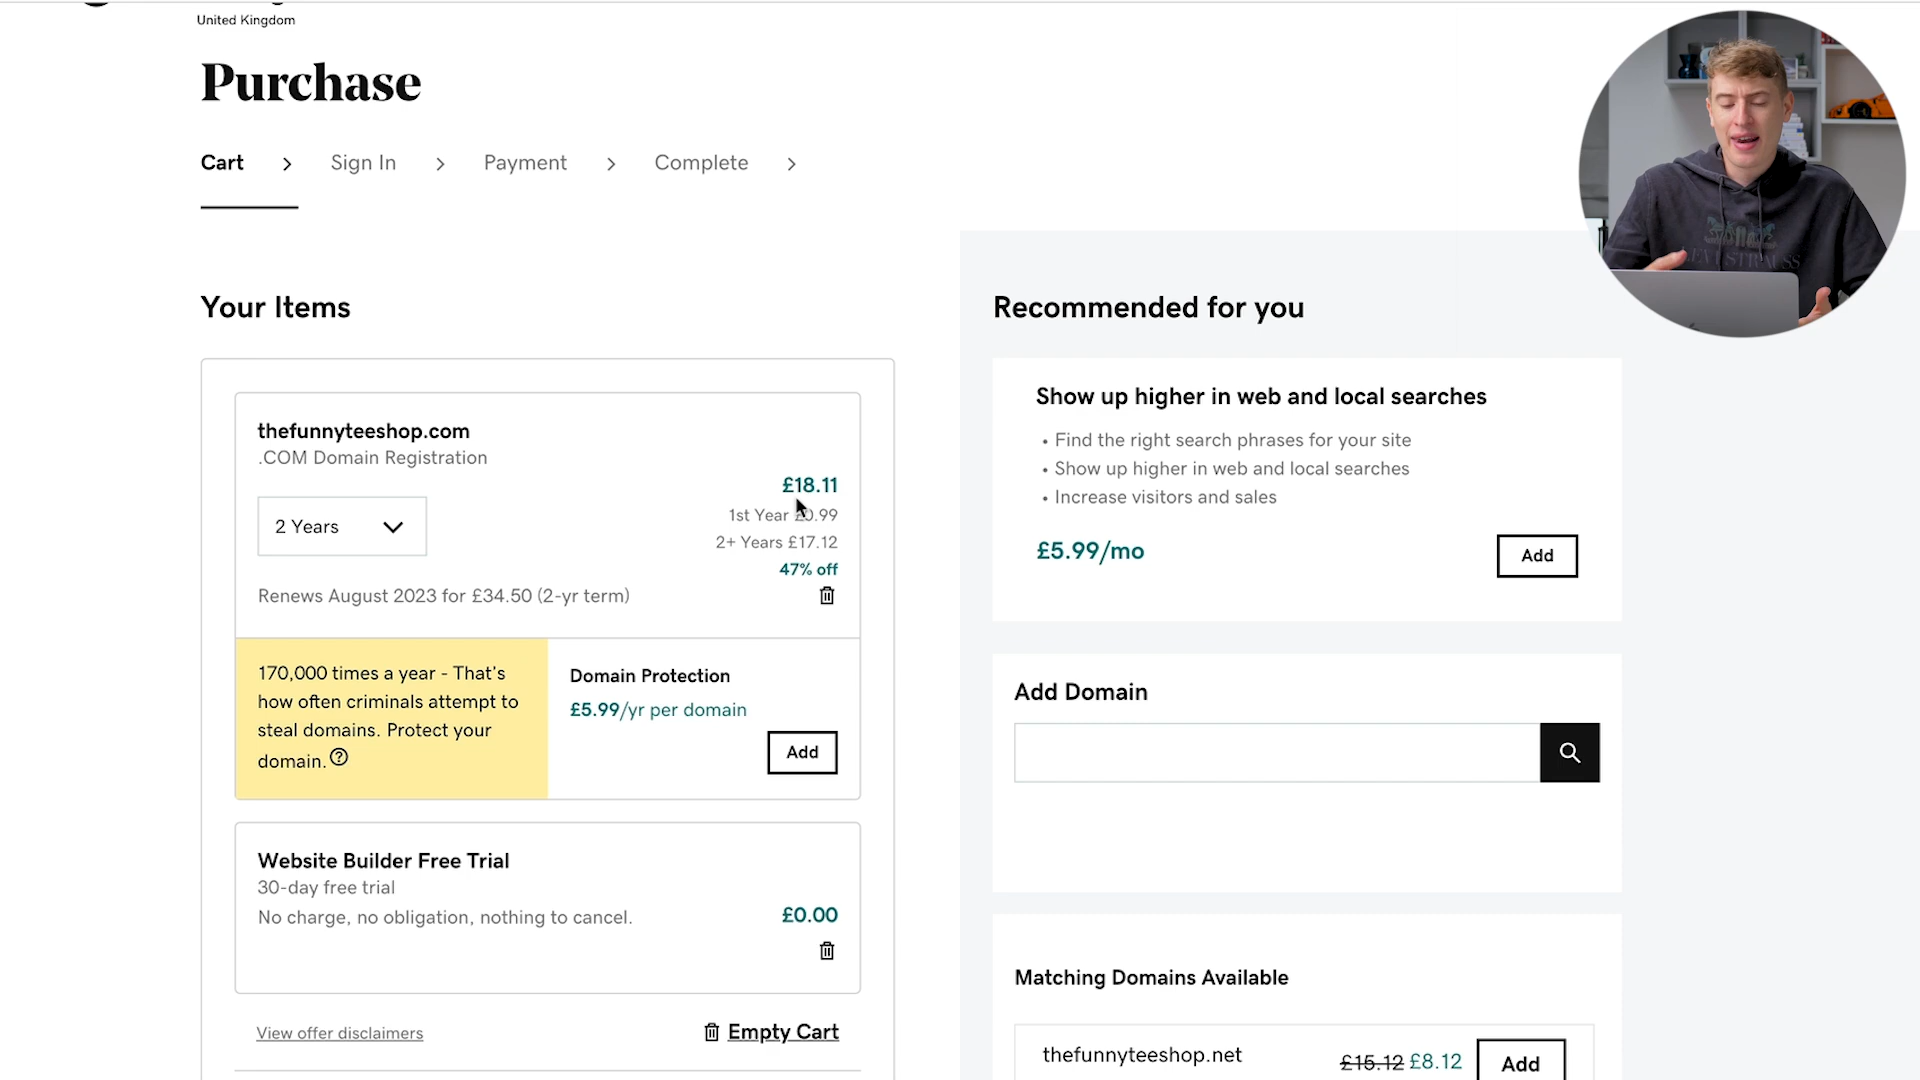 United Kingdom
Purchase
Cart
Sign In
Payment
Complete
Your Items
thefunnyteeshop.com
.COM Domain Registration
£18.11
2 Years
1st Year £0.99
2+ Years £17.12
47% off
Renews August 2023 for £34.50 (2-yr term)
170,000 times a year - That's
how often criminals attempt to
steal domains. Protect your
domain.
Domain Protection
£5.99/yr per domain
Add
Website Builder Free Trial
30-day free trial
No charge, no obligation, nothing to cancel.
£0.00
View offer disclaimers
Empty Cart
Recommended for you
Show up higher in web and local searches
• Find the right search phrases for your site
• Show up higher in web and local searches
• Increase visitors and sales
£5.99/mo
Add
Add Domain
Matching Domains Available
thefunnyteeshop.net
£15.12 £8.12
Add